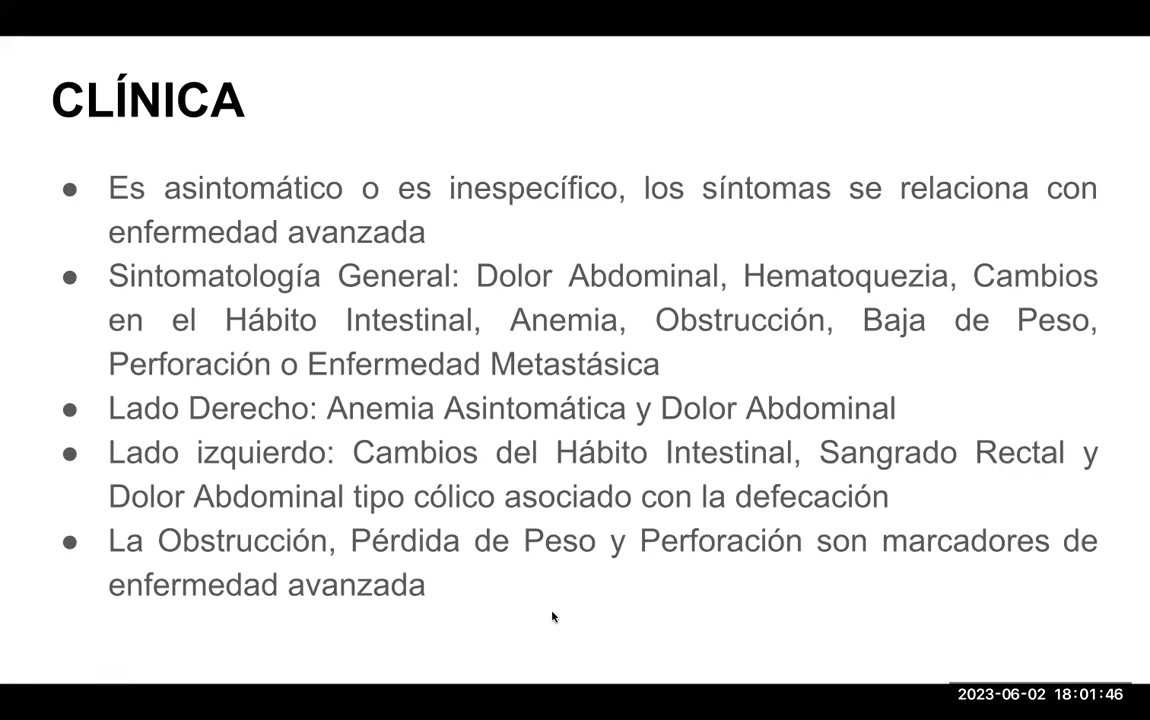 CLÍNICA
● Es asintomático o es inespecífico, los síntomas se relaciona con
enfermedad avanzada
● Sintomatología General: Dolor Abdominal, Hematoquezia, Cambios
en el Hábito Intestinal, Anemia, Obstrucción, Baja de Peso,
Perforación o Enfermedad Metastásica
● Lado Derecho: Anemia Asintomática y Dolor Abdominal
● Lado izquierdo: Cambios del Hábito Intestinal, Sangrado Rectal y
Dolor Abdominal tipo cólico asociado con la defecación
● La Obstrucción, Pérdida de Peso y Perforación son marcadores de
enfermedad avanzada
2023-06-02 18:01:46